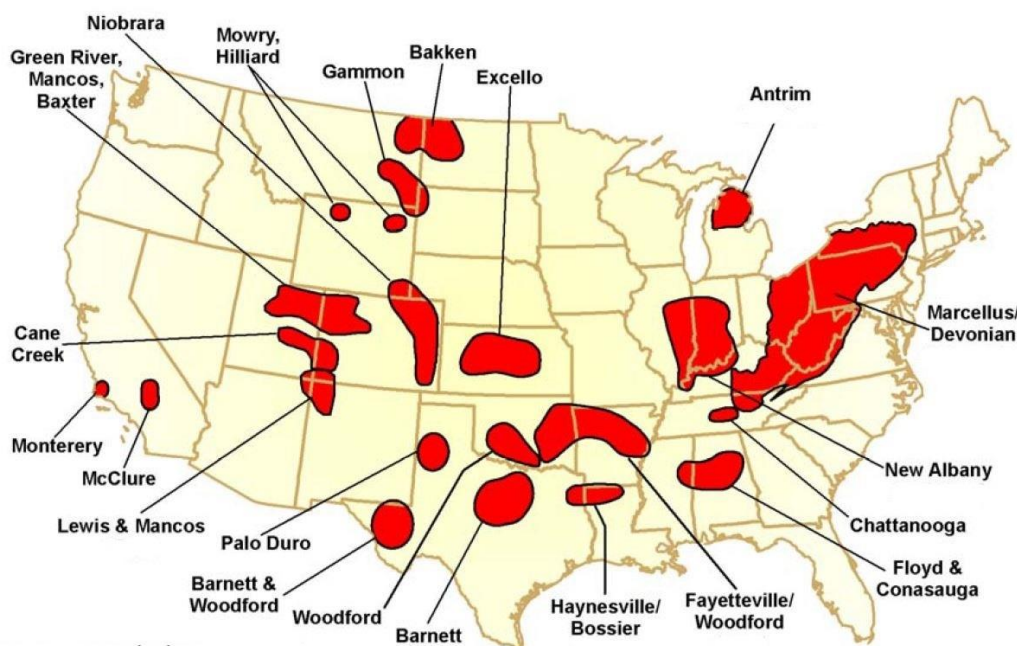 Niobrara
Mowry,
Hilliard
Bakken
Green River,
Mancos,
Baxter
Gammon
Excello
Antrim
Marcellus/
Devonian
Cane
Creek
Monterery
McClure
New Albany
Lewis & Mancos
Chattanooga
Palo Duro
Floyd &
Conasauga
Barnett &
Woodford
Woodford
Haynesville/
Bossier
Fayetteville/
Woodford
Barnett